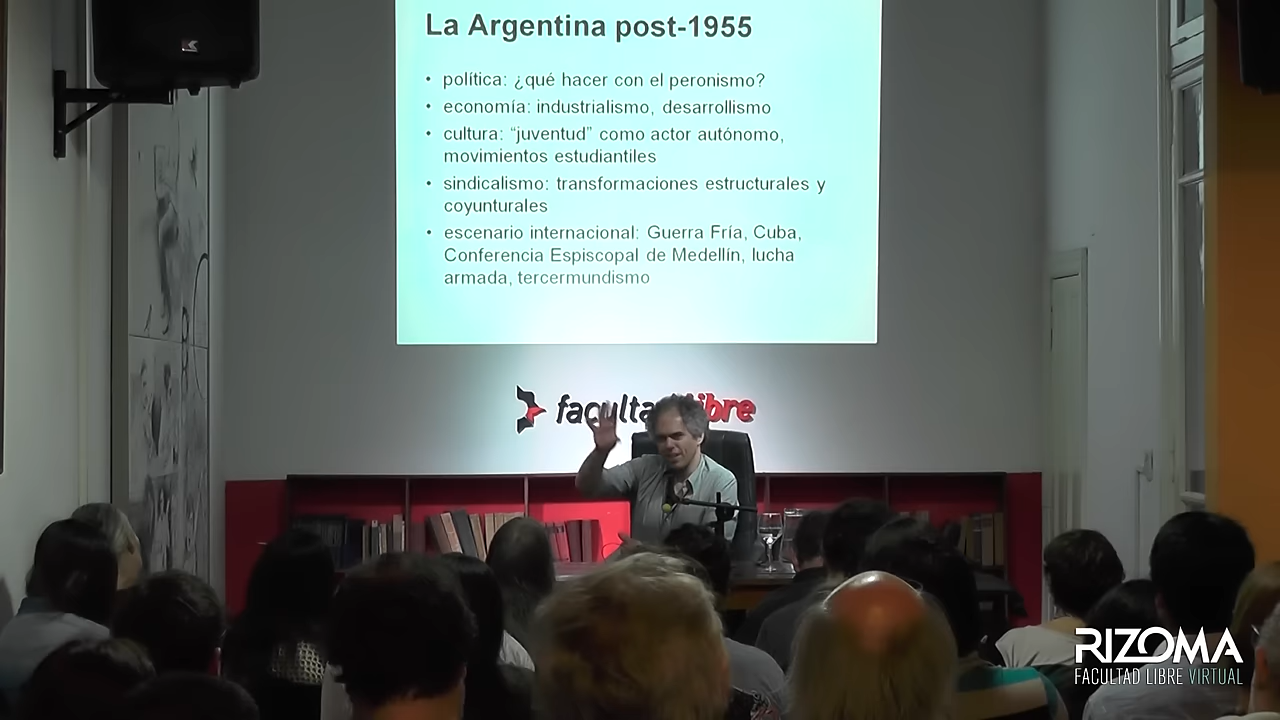 La Argentina post-1955
• política: ¿qué hacer con el peronismo?
• economía: industrialismo, desarrollismo
• cultura: “juventud” como actor autónomo,
movimientos estudiantiles
• sindicalismo: transformaciones estructurales y
coyunturales
• escenario internacional: Guerra Fría, Cuba,
Conferencia Espiscopal de Medellín, lucha
armada, tercermundismo
facultad libre
RIZOMA
FACULTAD LIBRE VIRTUAL